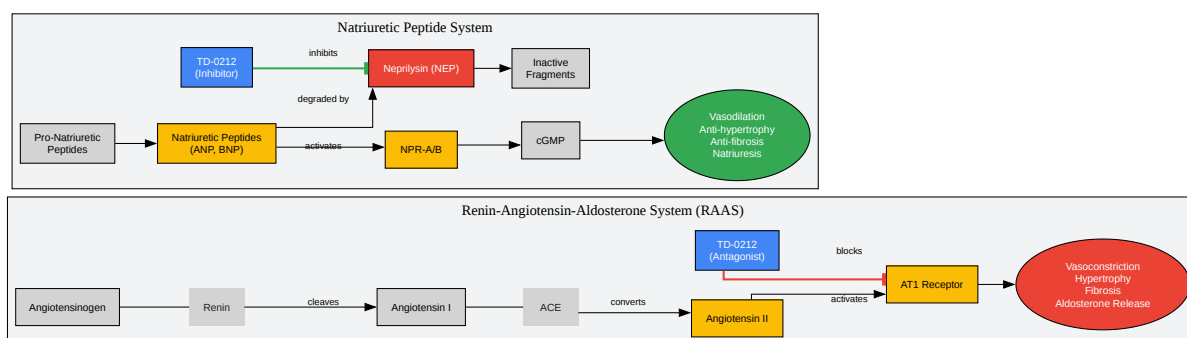 Natriuretic Peptide System
TD-0212
(Inhibitor)
inhibits
Neprilysin (NEP)
Inactive
Fragments
degraded by
Pro-Natriuretic
Peptides
Natriuretic Peptides
(ANP, BNP)
activates
NPR-A/B
cGMP
Vasodilation
Anti-hypertrophy
Anti-fibrosis
Natriuresis
Renin-Angiotensin-Aldosterone System (RAAS)
TD-0212
(Antagonist)
blocks
Angiotensinogen
Renin
cleaves
Angiotensin I
ACE
converts
Angiotensin II
activates
AT1 Receptor
Vasoconstriction
Hypertrophy
Fibrosis
Aldosterone Release